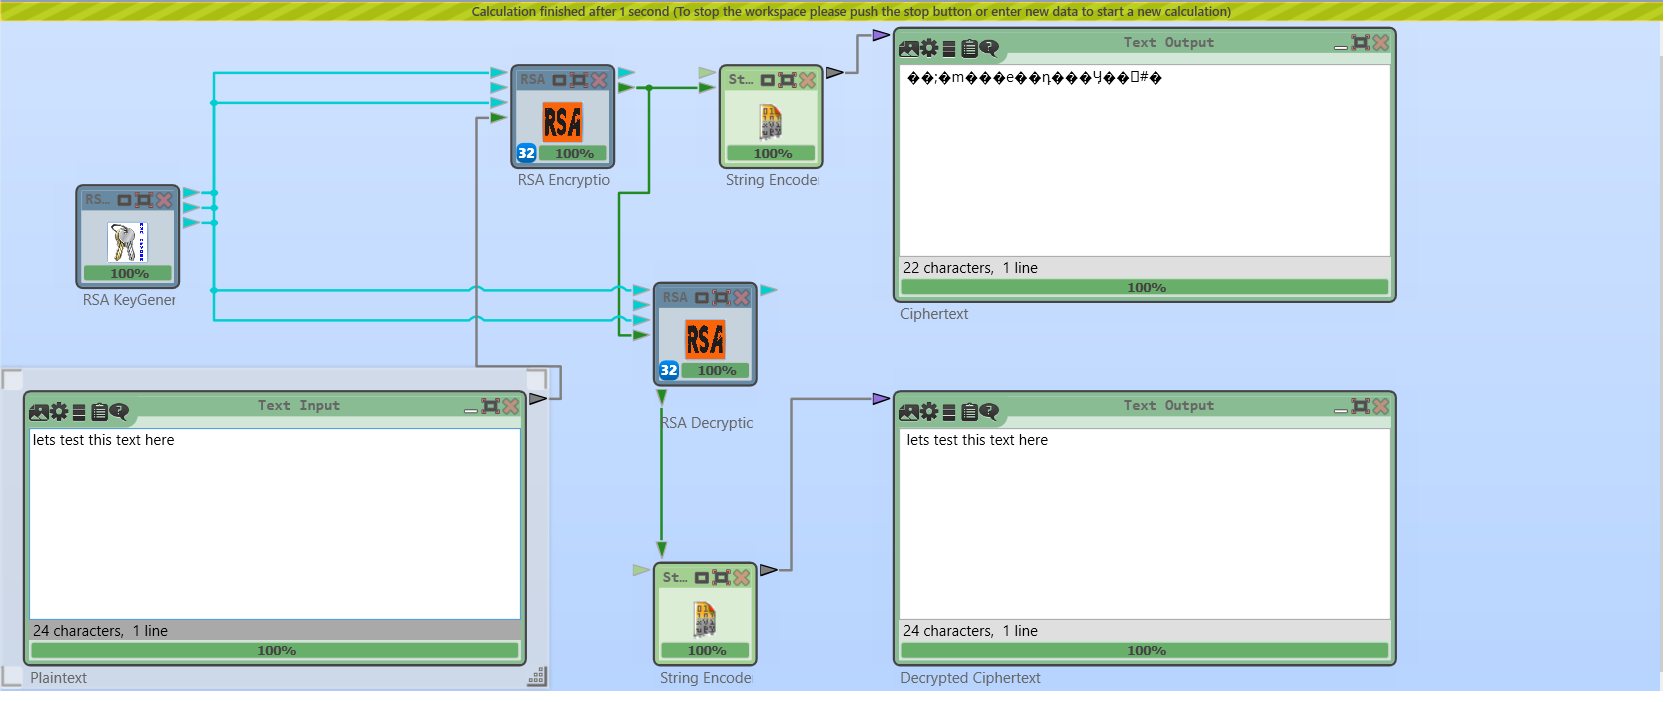 Calculation finished after 1 second (To stop the workspace please push the stop button or enter new data to start a new calculation)
RSA
RSA
32 100%
RSA Encryptio
St...
100%
String Encode
Text Output
��;�m���e��դ���Ӌ��▯#�
22 characters, 1 line
100%
Ciphertext
RS...
100%
RSA KeyGener
RSA
RSA
32 100%
RSA Decryptic
Text Input
lets test this text here
24 characters, 1 line
100%
Plaintext
St...
100%
String Encode
Text Output
lets test this text here
24 characters, 1 line
100%
Decrypted Ciphertext